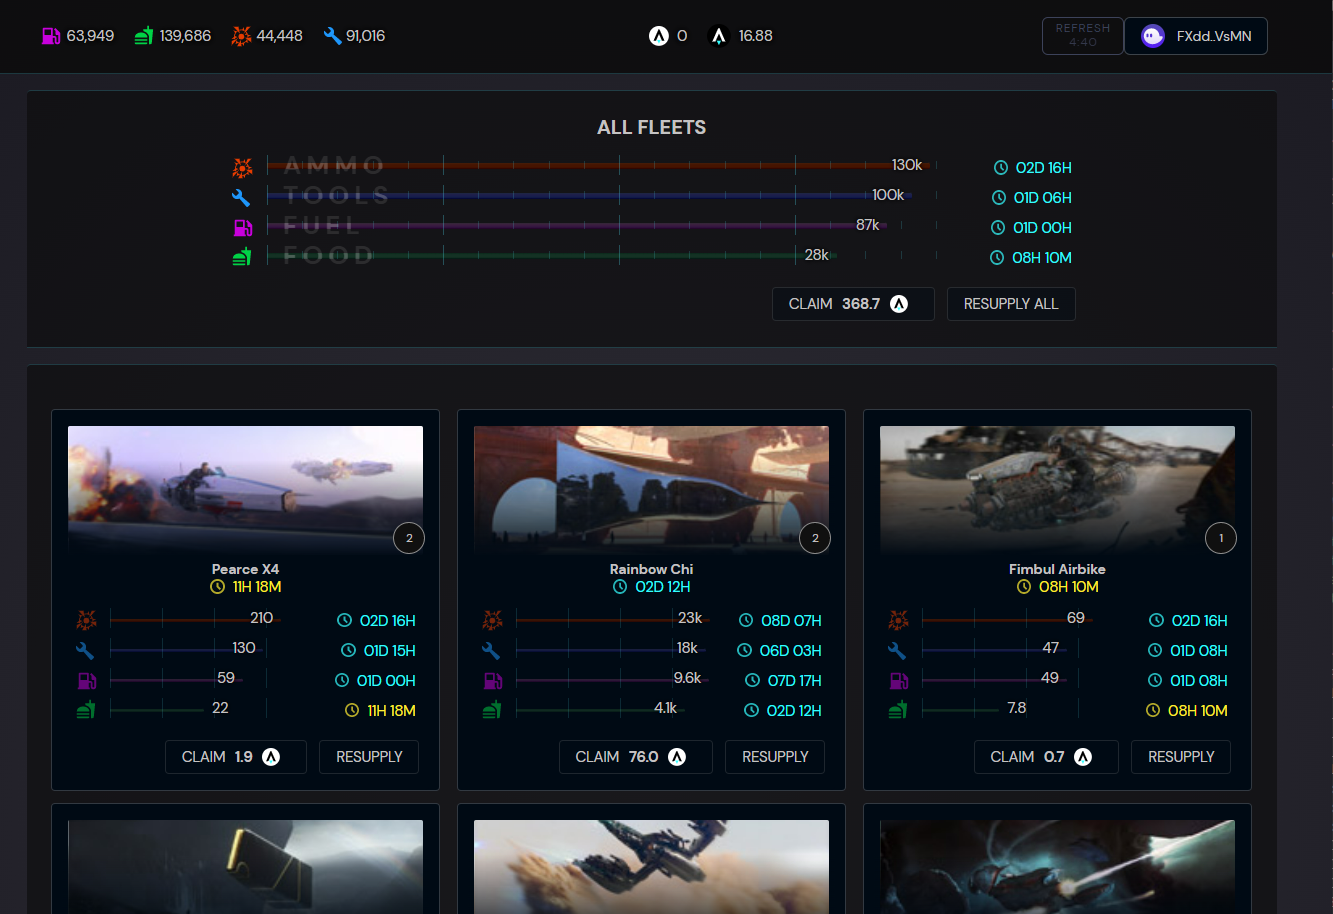 63,949 139,686 44,448 91,016 0 16.88 REFRESH 4:40 FXdd..VsMN
ALL FLEETS
AMMO 130k 02D 16H
TOOLS 100k 01D 06H
FUEL 87k 01D 00H
FOOD 28k 08H 10M
CLAIM 368.7 RESUPPLY ALL
2 2 1
Pearce X4 Rainbow Chi Fimbul Airbike
11H 18M 02D 12H 08H 10M
210 02D 16H 23k 08D 07H 69 02D 16H
130 01D 15H 18k 06D 03H 47 01D 08H
59 01D 00H 9.6k 07D 17H 49 01D 08H
22 11H 18M 4.1k 02D 12H 7.8 08H 10M
CLAIM 1.9 RESUPPLY CLAIM 76.0 RESUPPLY CLAIM 0.7 RESUPPLY